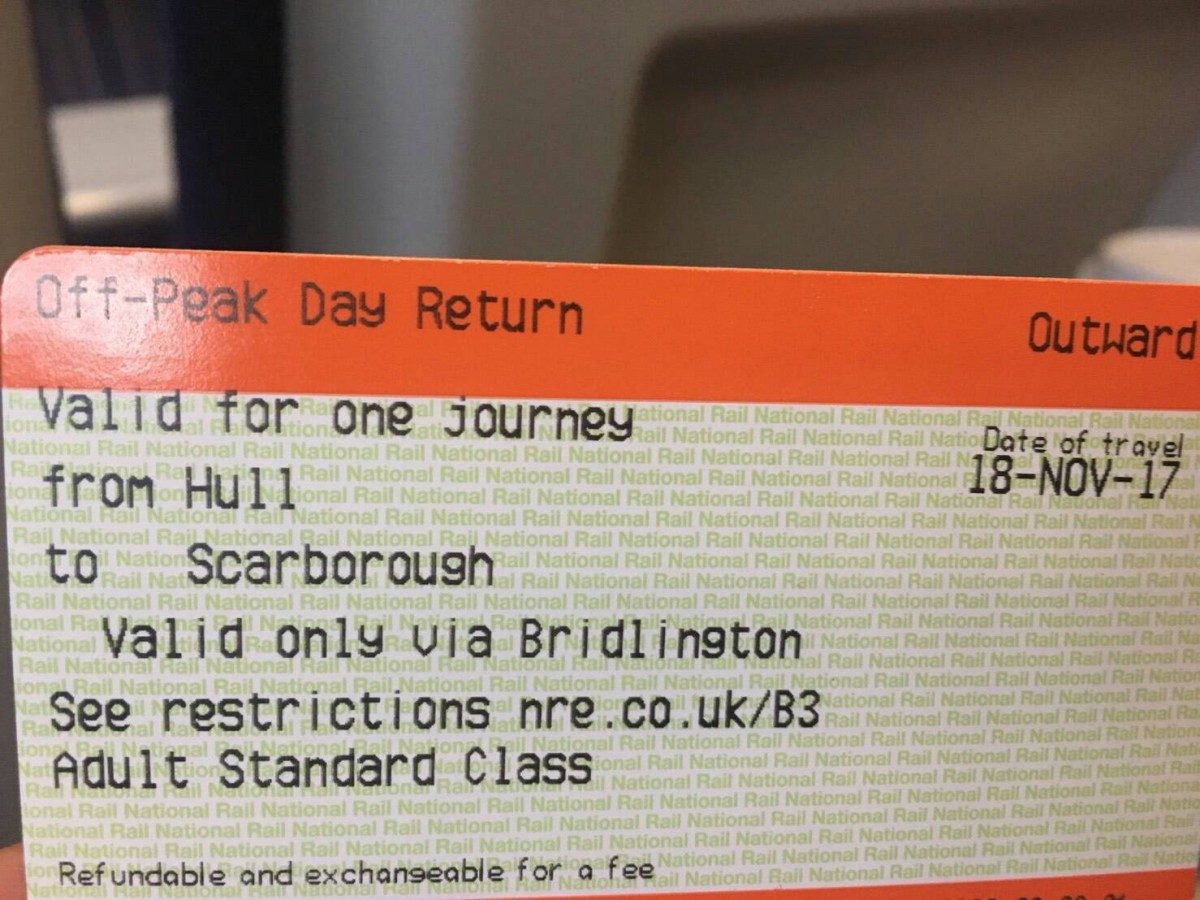 Off-Peak Day Return
Outward
Valid for one journey
Date of travel
18-NOV-17
from Hull
to Scarborough
Valid only via Bridlington
See restrictions nre.co.uk/B3
Adult Standard Class
Refundable and exchangeable for a fee